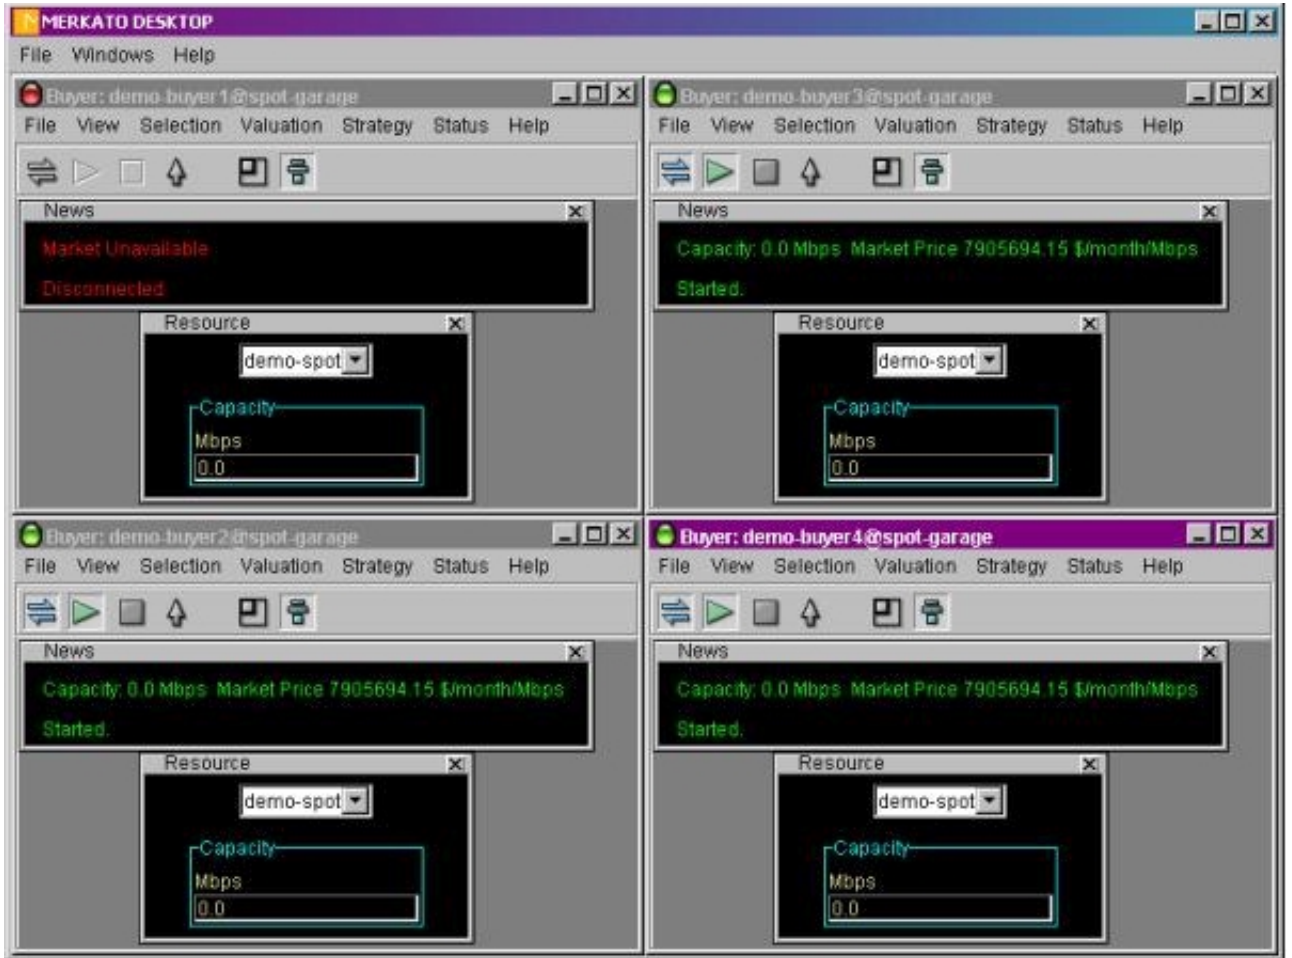 MERKATO DESKTOP
File Windows Help
Buyer: demo-buyer1@spot-garage
File View Selection Valuation Strategy Status Help
News
Market Unavailable
Disconnected
Resource
demo-spot
Capacity
Mbps
0.0
Buyer: demo-buyer3@spot-garage
File View Selection Valuation Strategy Status Help
News
Capacity: 0.0 Mbps Market Price 7905694.15 $/month/Mbps
Started.
Resource
demo-spot
Capacity
Mbps
0.0
Buyer: demo-buyer2@spot-garage
File View Selection Valuation Strategy Status Help
News
Capacity: 0.0 Mbps Market Price 7905694.15 $/month/Mbps
Started.
Resource
demo-spot
Capacity
Mbps
0.0
Buyer: demo-buyer4@spot-garage
File View Selection Valuation Strategy Status Help
News
Capacity: 0.0 Mbps Market Price 7905694.15 $/month/Mbps
Started.
Resource
demo-spot
Capacity
Mbps
0.0